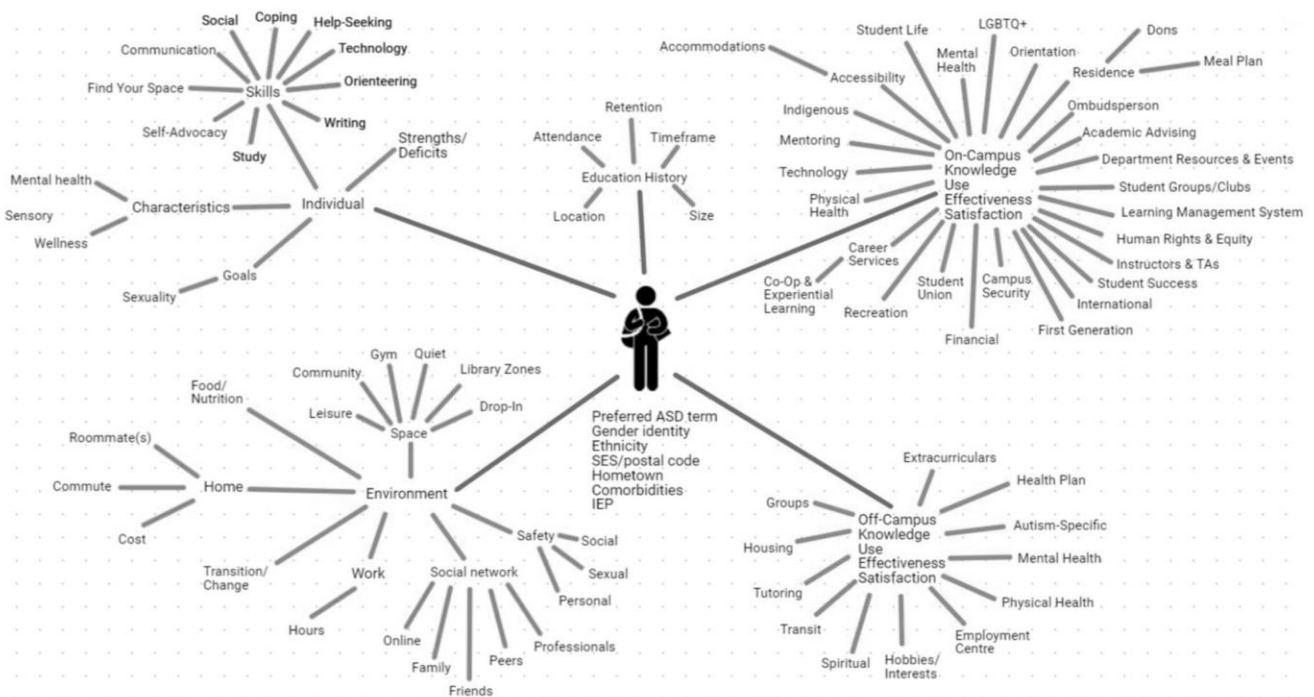 Social
Coping
Help-Seeking
Communication
Technology
Find Your Space
Skills
Orienteering
Self-Advocacy
Writing
Study
Strengths/
Deficits
Mental health
Characteristics
Individual
Sensory
Wellness
Goals
Sexuality
Retention
Attendance
Timeframe
Education History
Location
Size
Student Life
LGBTQ+
Dons
Accommodations
Mental
Health
Orientation
Accessibility
Residence
Meal Plan
Indigenous
Ombudsperson
Mentoring
Academic Advising
Technology
On-Campus
Knowledge
Use
Effectiveness
Satisfaction
Department Resources & Events
Physical
Health
Student Groups/Clubs
Learning Management System
Career
Services
Human Rights & Equity
Co-Op &
Experiential
Learning
Student
Union
Campus
Security
Instructors & TAs
Student Success
International
Recreation
Financial
First Generation
Preferred ASD term
Gender identity
Ethnicity
SES/postal code
Hometown
Comorbidities
IEP
Gym
Quiet
Community
Library Zones
Food/
Nutrition
Leisure
Drop-In
Space
Roommate(s)
Commute
Home
Environment
Cost
Transition/
Change
Work
Hours
Social network
Safety
Social
Sexual
Personal
Online
Family
Friends
Peers
Professionals
Extracurriculars
Health Plan
Groups
Off-Campus
Knowledge
Use
Effectiveness
Satisfaction
Autism-Specific
Housing
Mental Health
Tutoring
Physical Health
Transit
Employment
Centre
Spiritual
Hobbies/
Interests